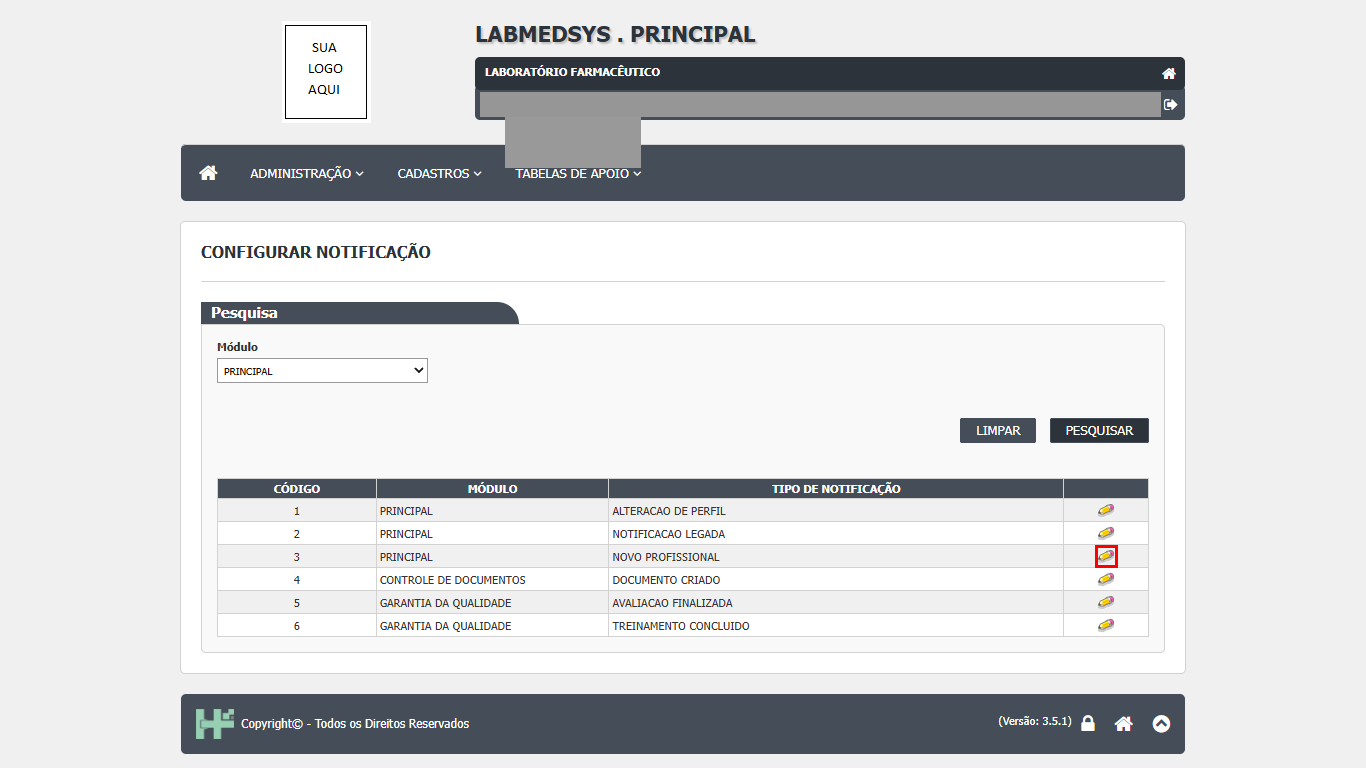 SUA
LOGO
AQUI
LABMEDSYS . PRINCIPAL
LABORATÓRIO FARMACÊUTICO
ADMINISTRAÇÃO CADASTROS TABELAS DE APOIO
CONFIGURAR NOTIFICAÇÃO
Pesquisa
Módulo
PRINCIPAL
LIMPAR PESQUISAR
CÓDIGO MÓDULO TIPO DE NOTIFICAÇÃO
1 PRINCIPAL ALTERACAO DE PERFIL
2 PRINCIPAL NOTIFICACAO LEGADA
3 PRINCIPAL NOVO PROFISSIONAL
4 CONTROLE DE DOCUMENTOS DOCUMENTO CRIADO
5 GARANTIA DA QUALIDADE AVALIACAO FINALIZADA
6 GARANTIA DA QUALIDADE TREINAMENTO CONCLUIDO
Copyright© - Todos os Direitos Reservados (Versão: 3.5.1)